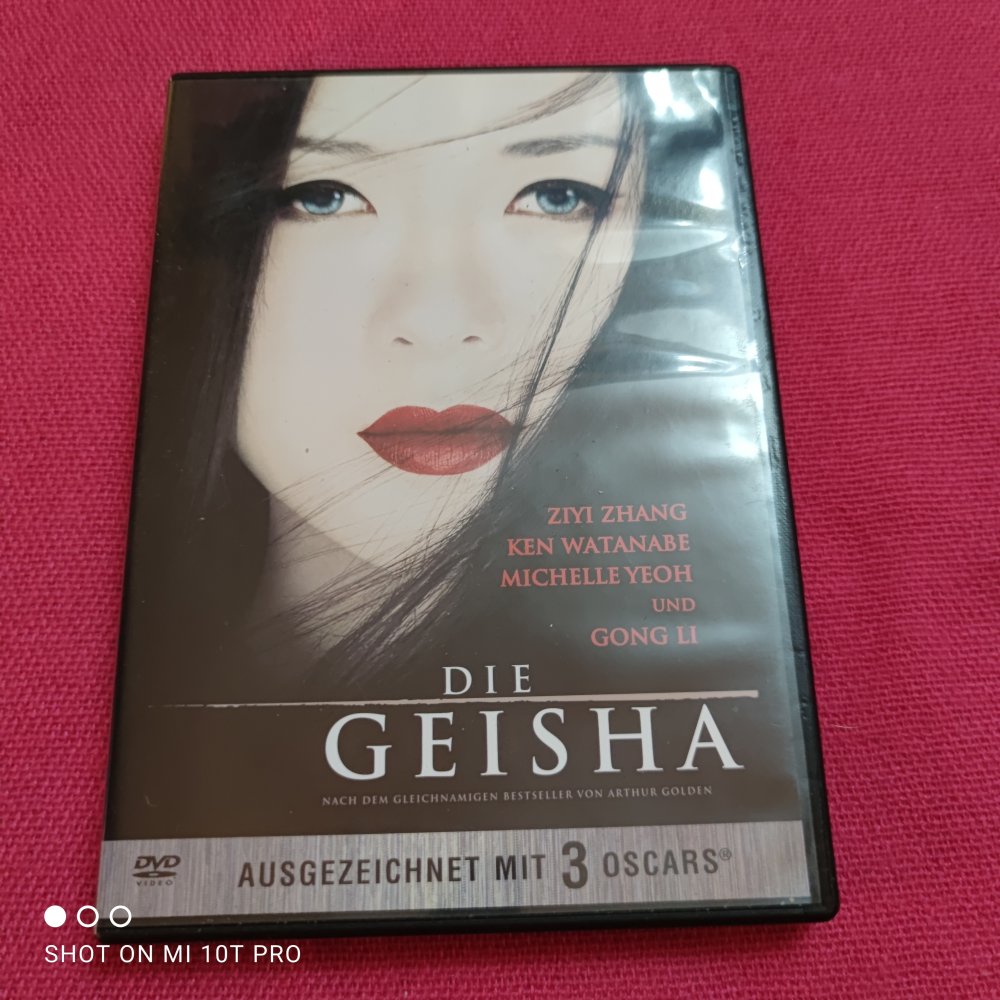 ZIYI ZHANG
KEN WATANABE
MICHELLE YEOH
UND
GONG LI
DIE
GEISHA
NACH DEM GLEICHNAMIGEN BESTSELLER VON ARTHUR GOLDEN
DVD
VIDEO
AUSGEZEICHNET MIT 3 OSCARS®
SHOT ON MI 10T PRO